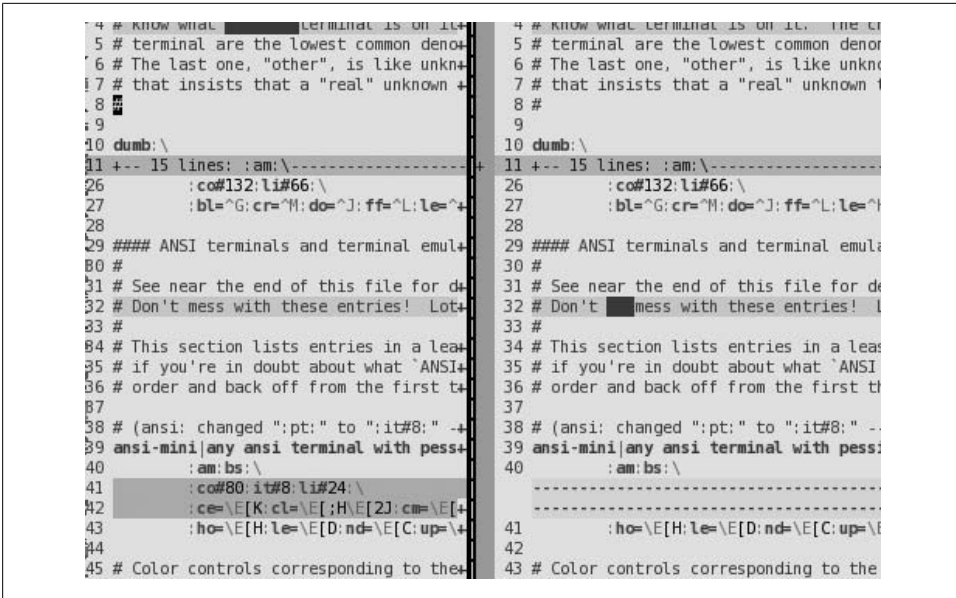 4 # know what terminal is on it+
5 # terminal are the lowest common deno+
6 # The last one, "other", is like unkn+
7 # that insists that a "real" unknown +
8 #
9
10 dumb:\
11 +-- 15 lines: :am:\-------------------
26 :co#132:li#66:\
27 :bl=^G:cr=^M:do=^J:ff=^L:le=^+
28
29 #### ANSI terminals and terminal emul+
30 #
31 # See near the end of this file for d+
32 # Don't mess with these entries! Lot+
33 #
34 # This section lists entries in a lea+
35 # if you're in doubt about what `ANSI+
36 # order and back off from the first t+
37
38 # (ansi: changed ":pt:" to ":it#8:" -+
39 ansi-mini|any ansi terminal with pess+
40 :am:bs:\
41 :co#80:it#8:li#24:\
42 :ce=\E[K:cl=\E[;H\E[2J:cm=\E[+
43 :ho=\E[H:le=\E[D:nd=\E[C:up=\+
44
45 # Color controls corresponding to the+
4 # know what terminal is on it. The ch
5 # terminal are the lowest common denor
6 # The last one, "other", is like unkno
7 # that insists that a "real" unknown t
8 #
9
10 dumb:\
+ 11 +-- 15 lines: :am:\-------------------
26 :co#132:li#66:\
27 :bl=^G:cr=^M:do=^J:ff=^L:le=^H
28
29 #### ANSI terminals and terminal emula
30 #
31 # See near the end of this file for de
32 # Don't mess with these entries! L
33 #
34 # This section lists entries in a leas
35 # if you're in doubt about what `ANSI
36 # order and back off from the first th
37
38 # (ansi: changed ":pt:" to ":it#8:" --
39 ansi-mini|any ansi terminal with pessi
40 :am:bs:\
--------------------------------------
--------------------------------------
41 :ho=\E[H:le=\E[D:nd=\E[C:up=\E
42
43 # Color controls corresponding to the